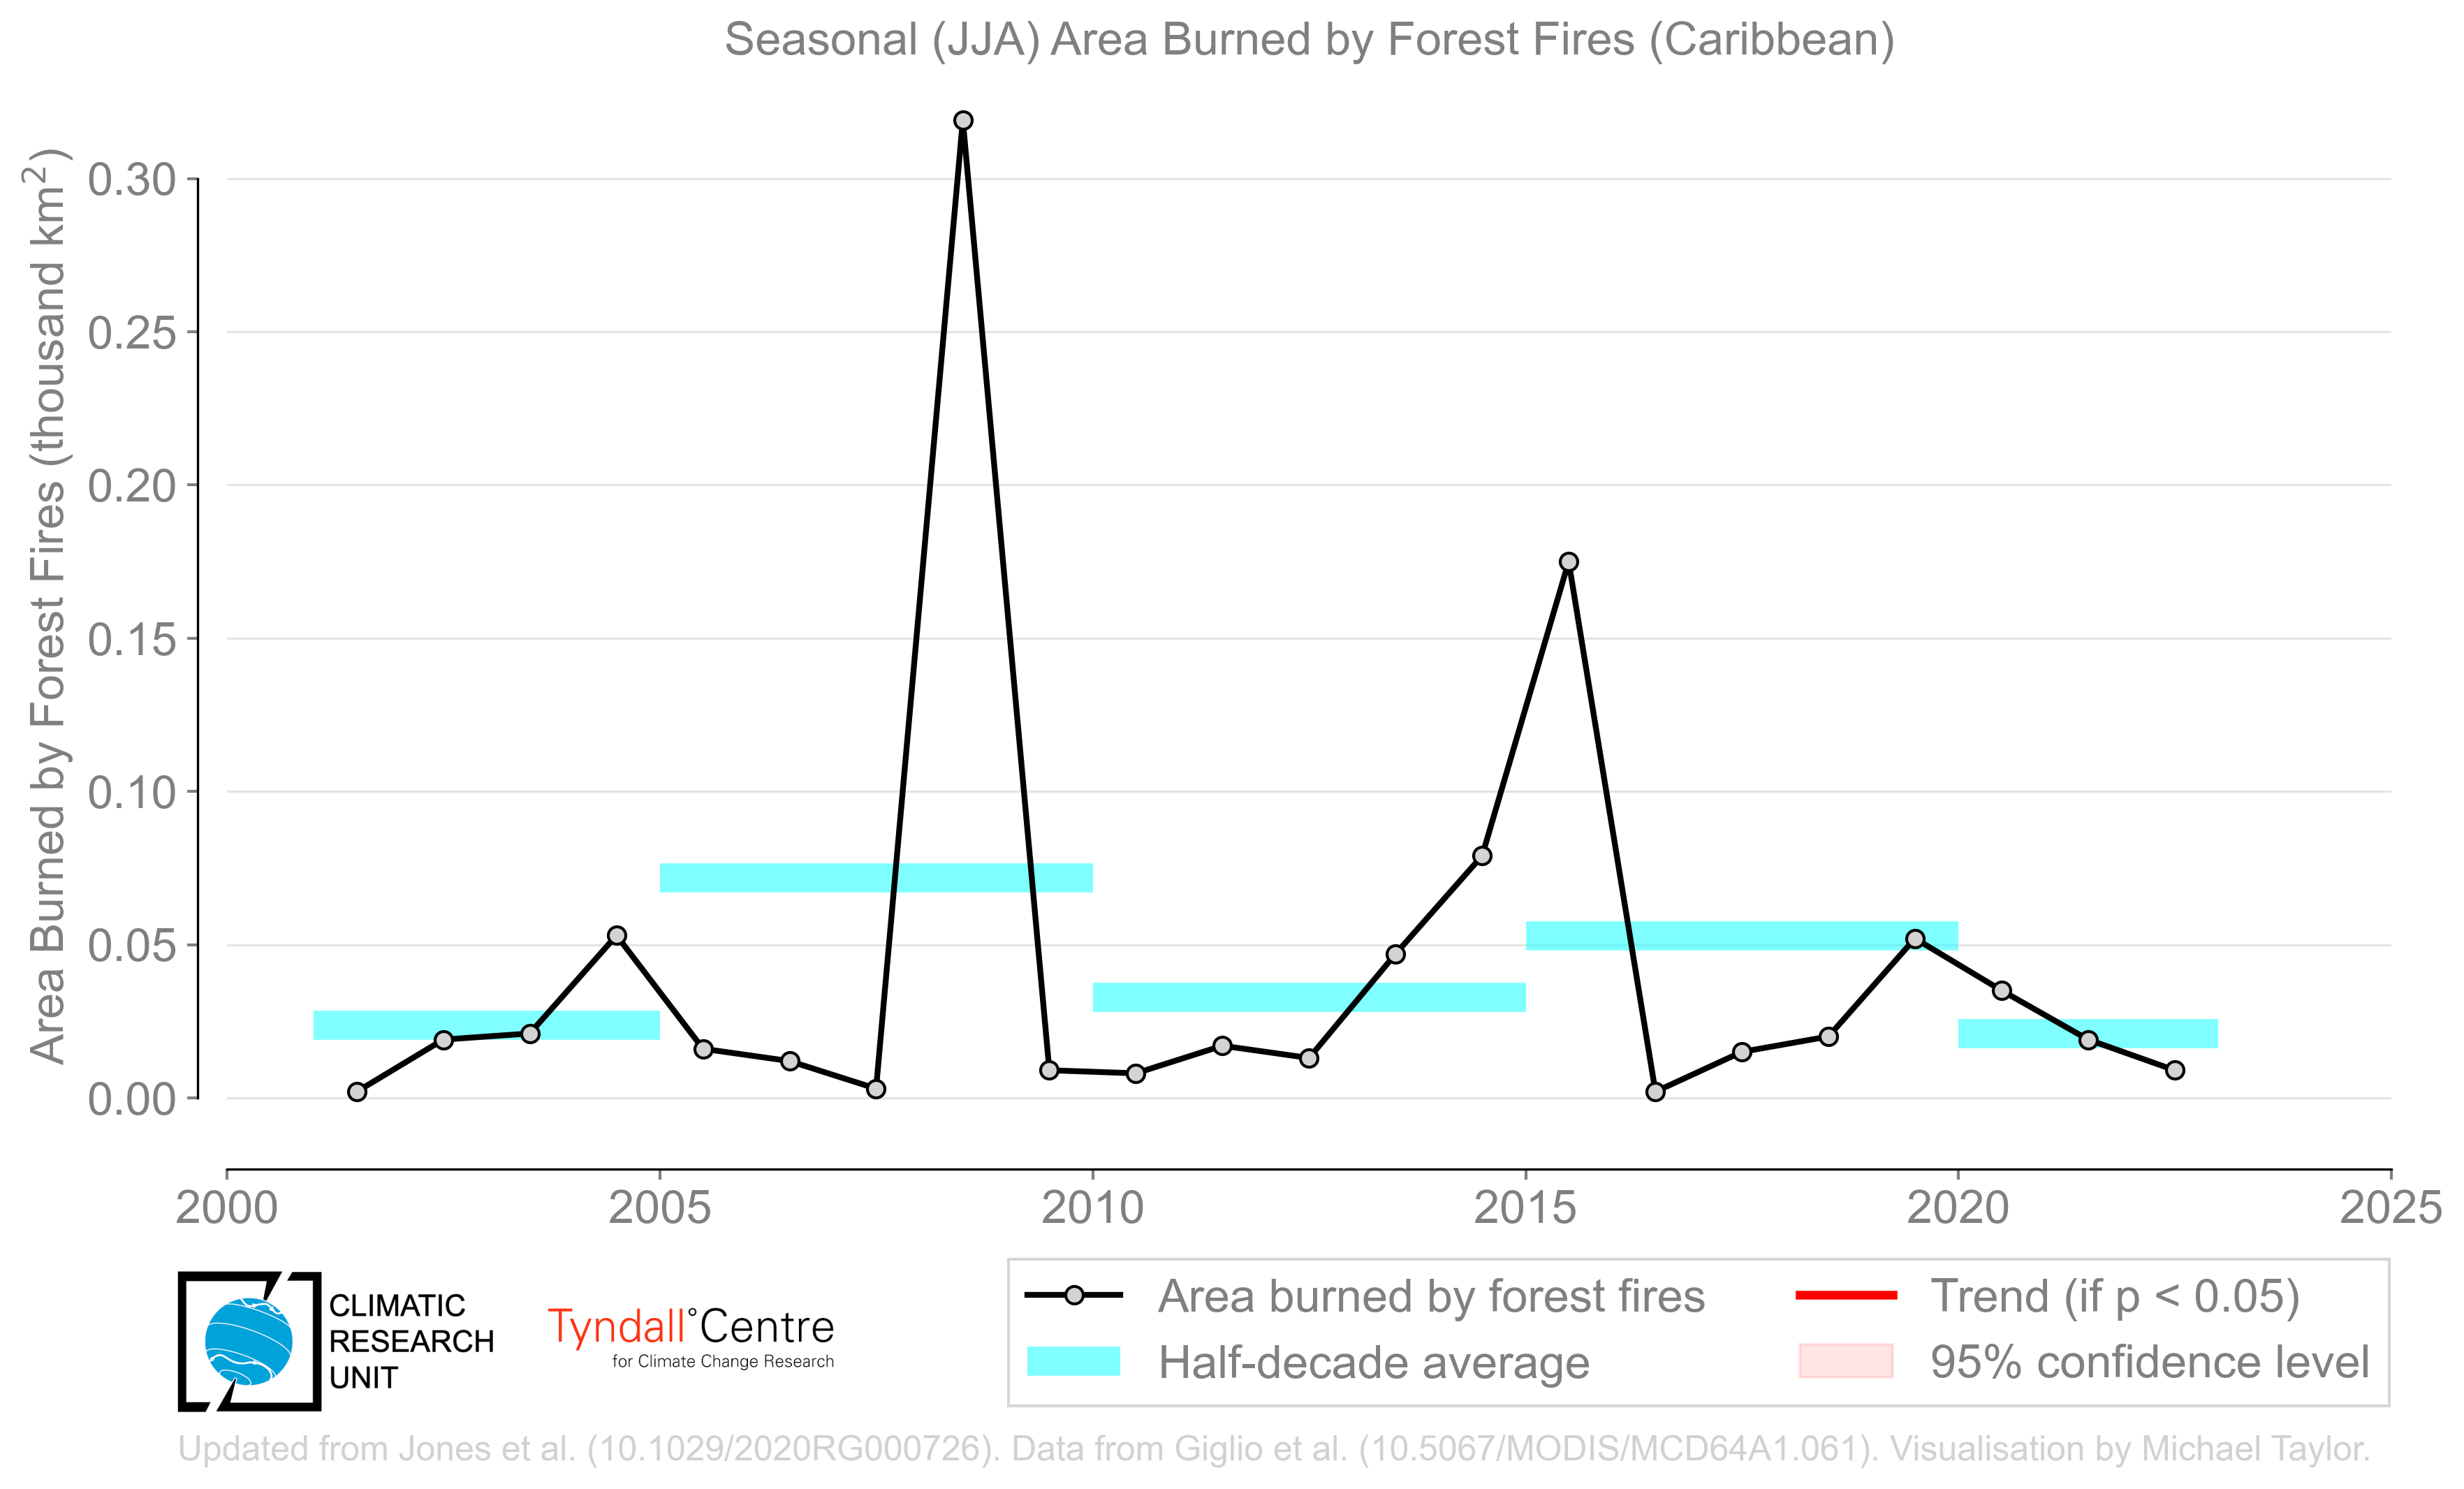 Seasonal (JJA) Area Burned by Forest Fires (Caribbean)
Area Burned by Forest Fires (thousand km²)
0.30
0.25
0.20
0.15
0.10
0.05
0.00
2000 2005 2010 2015 2020 2025
CLIMATIC
RESEARCH
UNIT
Tyndall°Centre
for Climate Change Research
Area burned by forest fires
Half-decade average
Trend (if p < 0.05)
95% confidence level
Updated from Jones et al. (10.1029/2020RG000726). Data from Giglio et al. (10.5067/MODIS/MCD64A1.061). Visualisation by Michael Taylor.